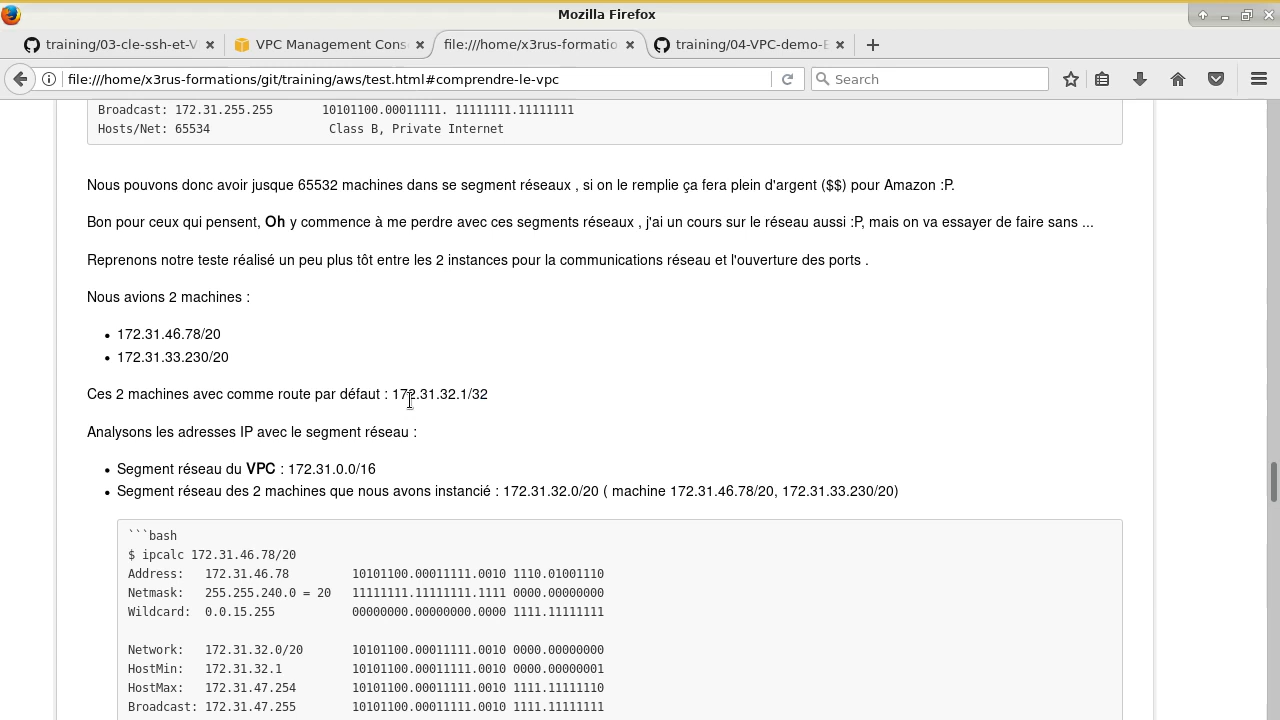 Mozilla Firefox
training/03-cle-ssh-et-V
VPC Management Cons
file:///home/x3rus-formatio
training/04-VPC-demo-E
file:///home/x3rus-formations/git/training/aws/test.html#comprendre-le-vpc
Search
Broadcast: 172.31.255.255       10101100.00011111. 11111111.11111111
Hosts/Net: 65534                 Class B, Private Internet
Nous pouvons donc avoir jusque 65532 machines dans se segment réseaux , si on le remplie ça fera plein d'argent ($$) pour Amazon :P.
Bon pour ceux qui pensent, Oh y commence à me perdre avec ces segments réseaux , j'ai un cours sur le réseau aussi :P, mais on va essayer de faire sans ...
Reprenons notre teste réalisé un peu plus tôt entre les 2 instances pour la communications réseau et l'ouverture des ports .
Nous avions 2 machines :
• 172.31.46.78/20
• 172.31.33.230/20
Ces 2 machines avec comme route par défaut : 172.31.32.1/32
Analysons les adresses IP avec le segment réseau :
• Segment réseau du VPC : 172.31.0.0/16
• Segment réseau des 2 machines que nous avons instancié : 172.31.32.0/20 ( machine 172.31.46.78/20, 172.31.33.230/20)
```bash
$ ipcalc 172.31.46.78/20
Address:   172.31.46.78         10101100.00011111.0010 1110.01001110
Netmask:   255.255.240.0 = 20   11111111.11111111.1111 0000.00000000
Wildcard:  0.0.15.255           00000000.00000000.0000 1111.11111111
Network:   172.31.32.0/20       10101100.00011111.0010 0000.00000000
HostMin:   172.31.32.1          10101100.00011111.0010 0000.00000001
HostMax:   172.31.47.254        10101100.00011111.0010 1111.11111110
Broadcast: 172.31.47.255        10101100.00011111.0010 1111.11111111